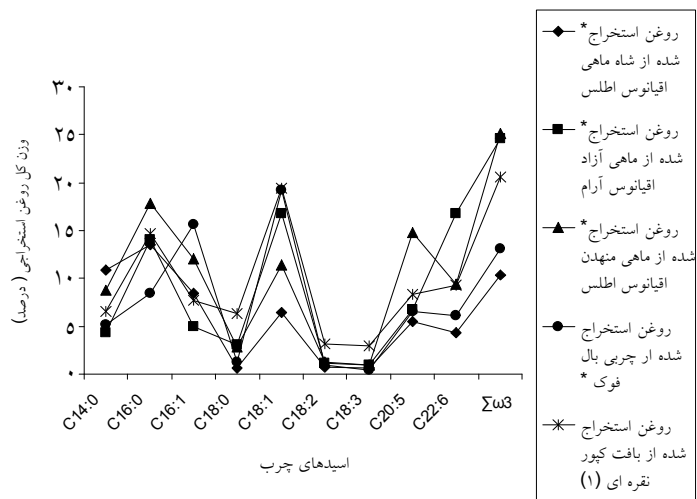 وزن کل روغن استخراجی ( درصد)
۳۰
۲۵
۲۰
۱۵
۱۰
۵
۰
C14:0
C16:0
C16:1
C18:0
C18:1
C18:2
C18:3
C20:5
C22:6
∑ω3
اسیدهای چرب
روغن استخراج*
شده از شاه ماهی
اقیانوس اطلس
روغن استخراج*
شده از ماهی آزاد
اقیانوس آرام
روغن استخراج*
شده از ماهی منهدن
اقیانوس اطلس
روغن استخراج
شده ار چربی بال
فوک *
روغن استخراج
شده از بافت کپور
نقره ای (۱)